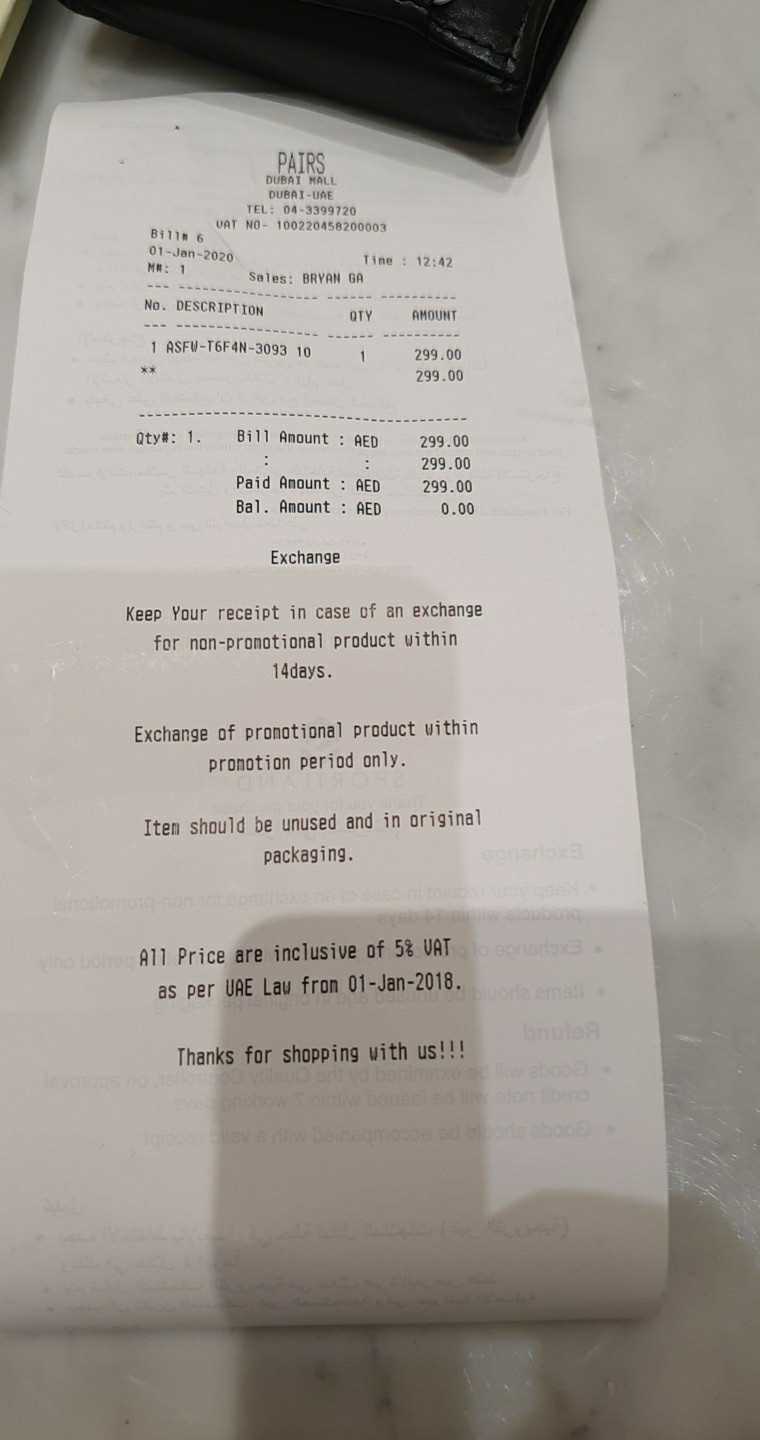 PAIRS
DUBAI MALL
DUBAI-UAE
TEL: 04-3399720
VAT NO- 100220458200003
Bill# 6
01-Jan-2020 Time : 12:42
M#: 1 Sales: BRYAN GA
No. DESCRIPTION QTY AMOUNT
1 ASFW-T6F4N-3093 10 1 299.00
** 299.00
Qty#: 1. Bill Amount : AED 299.00
: : 299.00
Paid Amount : AED 299.00
Bal. Amount : AED 0.00
Exchange
Keep Your receipt in case of an exchange
for non-promotional product within
14days.
Exchange of promotional product within
promotion period only.
Item should be unused and in original
packaging.
All Price are inclusive of 5% VAT
as per UAE Law from 01-Jan-2018.
Thanks for shopping with us!!!